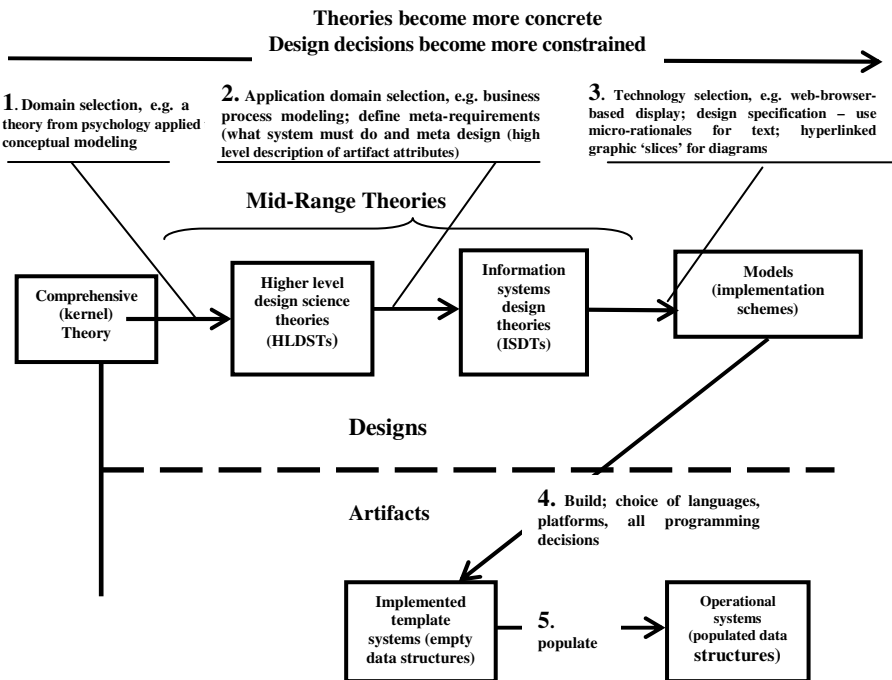 Theories become more concrete
Design decisions become more constrained
1. Domain selection, e.g. a
theory from psychology applied
conceptual modeling
2. Application domain selection, e.g. business
process modeling; define meta-requirements
(what system must do and meta design (high
level description of artifact attributes)
3. Technology selection, e.g. web-browser-
based display; design specification – use
micro-rationales for text; hyperlinked
graphic ‘slices’ for diagrams
Mid-Range Theories
Comprehensive
(kernel)
Theory
Higher level
design science
theories
(HLDSTs)
Information
systems
design
theories
(ISDTs)
Models
(implementation
schemes)
Designs
Artifacts
4. Build; choice of languages,
platforms, all programming
decisions
Implemented
template
systems (empty
data structures)
5.
populate
Operational
systems
(populated data
structures)